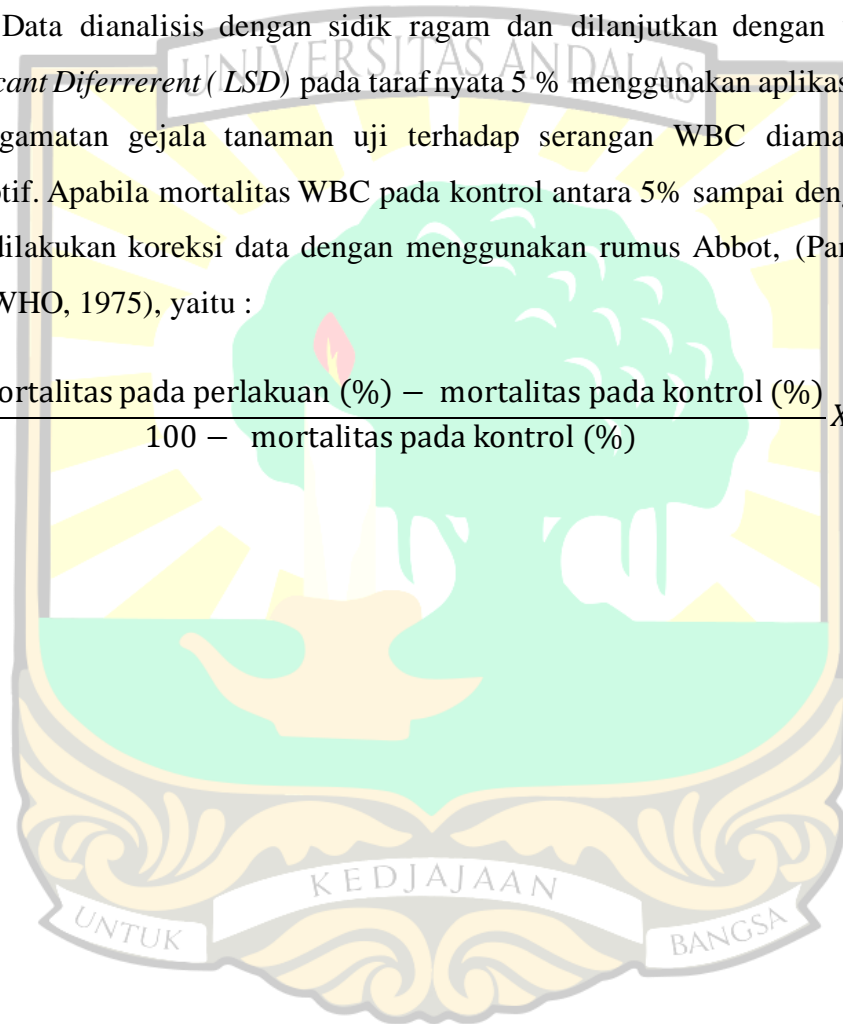 Data dianalisis dengan sidik ragam dan dilanjutkan dengan
UNIVERSITAS ANDALAS
cant Diferrerent ( LSD) pada taraf nyata 5 % menggunakan aplikas
gamatan gejala tanaman uji terhadap serangan WBC diama
tif. Apabila mortalitas WBC pada kontrol antara 5% sampai deng
dilakukan koreksi data dengan menggunakan rumus Abbot, (Par
WHO, 1975), yaitu :
ortalitas pada perlakuan (%) − mortalitas pada kontrol (%)
X
100 − mortalitas pada kontrol (%)
KEDJAJAAN
UNTUK
BANGSA